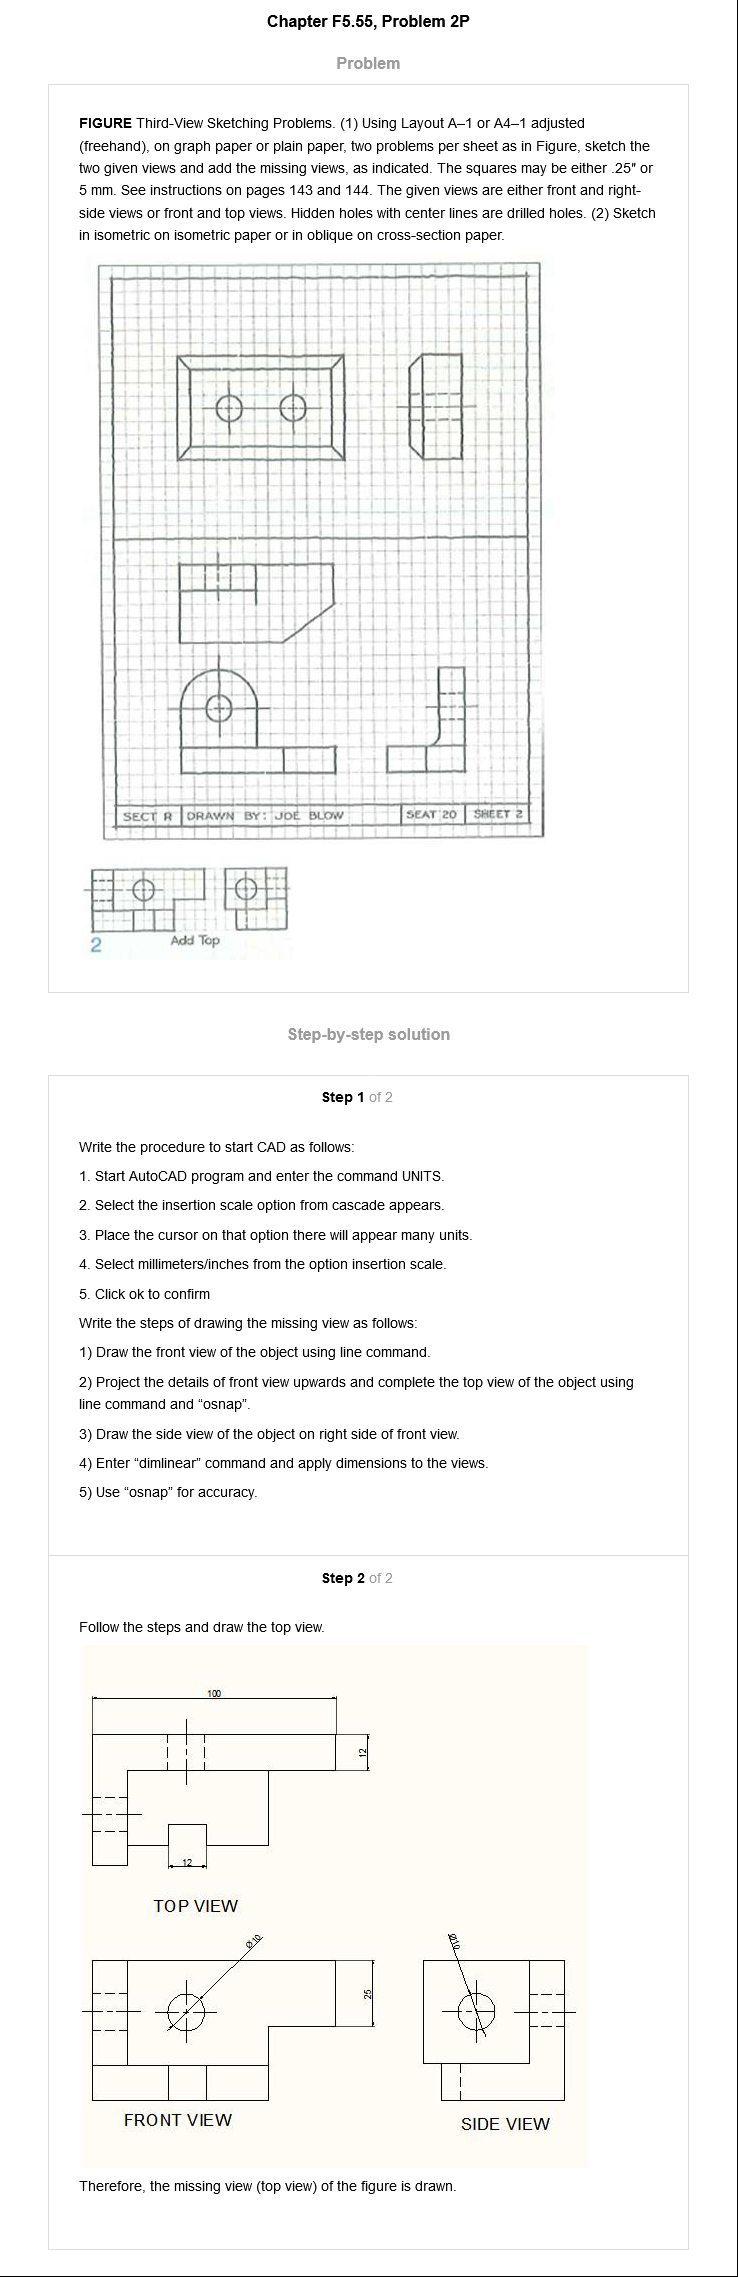 Chapter F5.55, Problem 2P
Problem
FIGURE Third-View Sketching Problems. (1) Using Layout A–1 or A4–1 adjusted
(freehand), on graph paper or plain paper, two problems per sheet as in Figure, sketch the
two given views and add the missing views, as indicated. The squares may be either .25″ or
5 mm. See instructions on pages 143 and 144. The given views are either front and right-
side views or front and top views. Hidden holes with center lines are drilled holes. (2) Sketch
in isometric on isometric paper or in oblique on cross-section paper.
SECT R DRAWN BY: JOE BLOW SEAT 20 SHEET 2
2 Add Top
Step-by-step solution
Step 1 of 2
Write the procedure to start CAD as follows:
1. Start AutoCAD program and enter the command UNITS.
2. Select the insertion scale option from cascade appears.
3. Place the cursor on that option there will appear many units.
4. Select millimeters/inches from the option insertion scale.
5. Click ok to confirm
Write the steps of drawing the missing view as follows:
1) Draw the front view of the object using line command.
2) Project the details of front view upwards and complete the top view of the object using
line command and “osnap”.
3) Draw the side view of the object on right side of front view.
4) Enter “dimlinear” command and apply dimensions to the views.
5) Use “osnap” for accuracy.
Step 2 of 2
Follow the steps and draw the top view.
100
12
12
TOP VIEW
Ø10
Ø10
25
FRONT VIEW
SIDE VIEW
Therefore, the missing view (top view) of the figure is drawn.